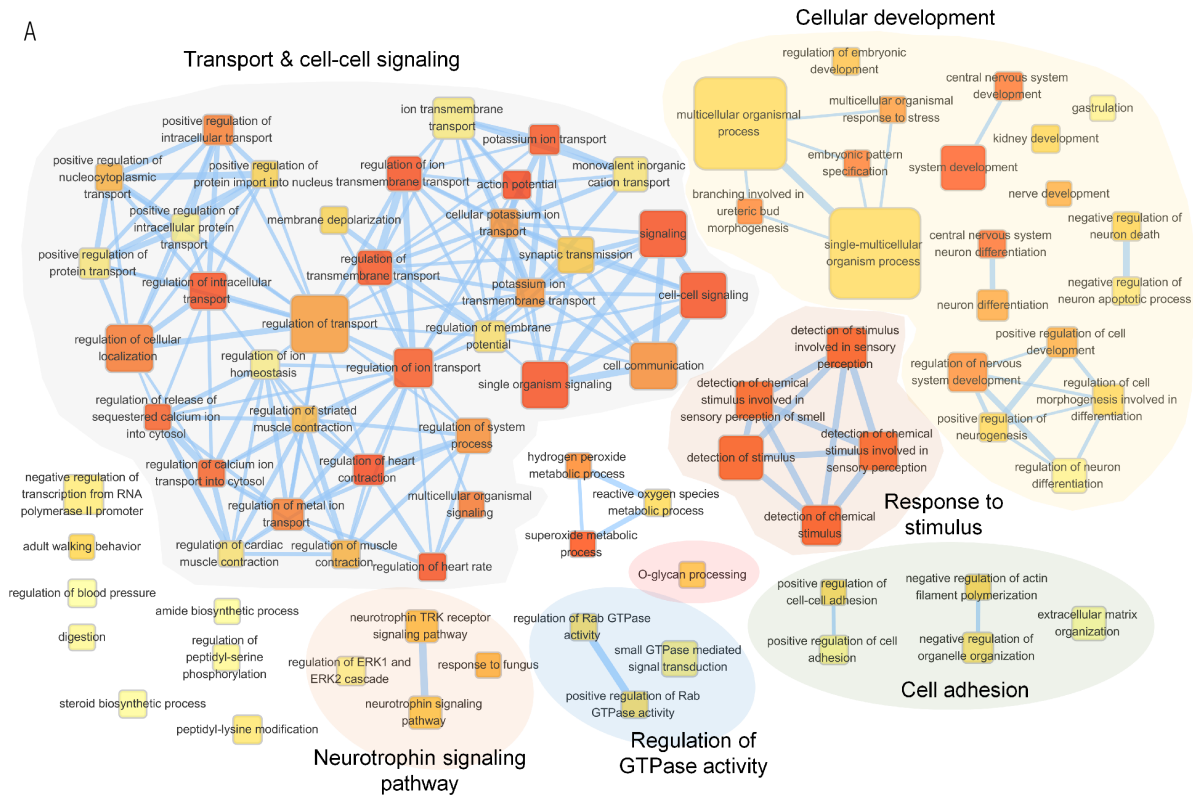 A
Transport & cell-cell signaling
Cellular development
positive regulation of
intracellular transport
ion transmembrane
transport
potassium ion transport
positive regulation of
nucleocytoplasmic
transport
positive regulation of
protein import into nucleus
regulation of ion
transmembrane transport
action potential
monovalent inorganic
cation transport
positive regulation of
intracellular protein
transport
membrane depolarization
cellular potassium ion
transport
signaling
positive regulation of
protein transport
regulation of
transmembrane transport
synaptic transmission
regulation of intracellular
transport
potassium ion
transmembrane transport
cell-cell signaling
regulation of transport
regulation of cellular
localization
regulation of membrane
potential
regulation of ion
homeostasis
regulation of ion transport
cell communication
single organism signaling
regulation of release of
sequestered calcium ion
into cytosol
regulation of striated
muscle contraction
regulation of system
process
regulation of calcium ion
transport into cytosol
regulation of heart
contraction
regulation of metal ion
transport
multicellular organismal
signaling
regulation of cardiac
muscle contraction
regulation of muscle
contraction
regulation of heart rate
regulation of embryonic
development
multicellular organismal
process
multicellular organismal
response to stress
central nervous system
development
gastrulation
kidney development
embryonic pattern
specification
system development
branching involved in
ureteric bud
morphogenesis
nerve development
single-multicellular
organism process
central nervous system
neuron differentiation
negative regulation of
neuron death
neuron differentiation
negative regulation of
neuron apoptotic process
positive regulation of cell
development
regulation of nervous
system development
regulation of cell
morphogenesis involved in
differentiation
positive regulation of
neurogenesis
regulation of neuron
differentiation
detection of stimulus
involved in sensory
perception
detection of chemical
stimulus involved in
sensory perception of smell
detection of chemical
stimulus involved in
sensory perception
detection of stimulus
detection of chemical
stimulus
Response to
stimulus
hydrogen peroxide
metabolic process
reactive oxygen species
metabolic process
superoxide metabolic
process
O-glycan processing
negative regulation of
transcription from RNA
polymerase II promoter
adult walking behavior
regulation of blood pressure
digestion
amide biosynthetic process
regulation of
peptidyl-serine
phosphorylation
steroid biosynthetic process
peptidyl-lysine modification
neurotrophin TRK receptor
signaling pathway
regulation of ERK1 and
ERK2 cascade
response to fungus
neurotrophin signaling
pathway
Neurotrophin signaling
pathway
regulation of Rab GTPase
activity
small GTPase mediated
signal transduction
positive regulation of Rab
GTPase activity
Regulation of
GTPase activity
positive regulation of
cell-cell adhesion
negative regulation of actin
filament polymerization
extracellular matrix
organization
positive regulation of cell
adhesion
negative regulation of
organelle organization
Cell adhesion